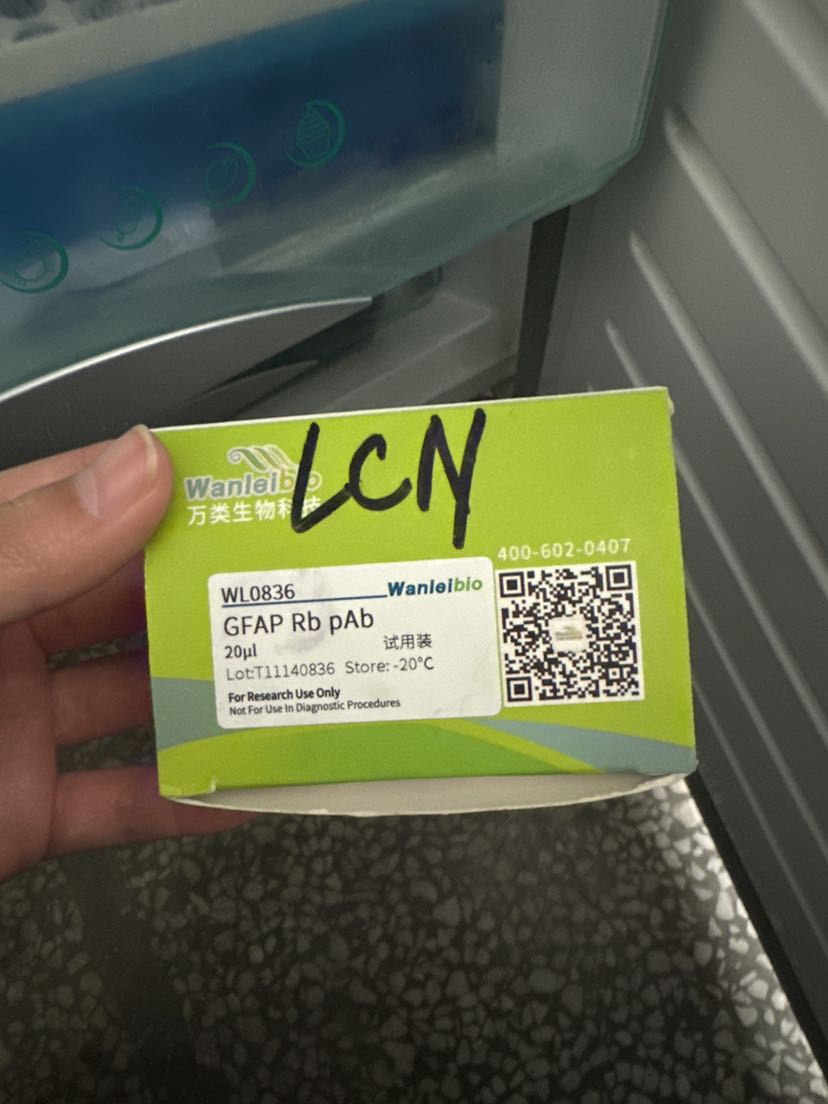 LCN
Wanleibio
万类生物科技
400-602-0407
WL0836
Wanleibio
GFAP Rb pAb
20μl
试用装
Lot:T11140836 Store: -20°C
For Research Use Only
Not For Use In Diagnostic Procedures